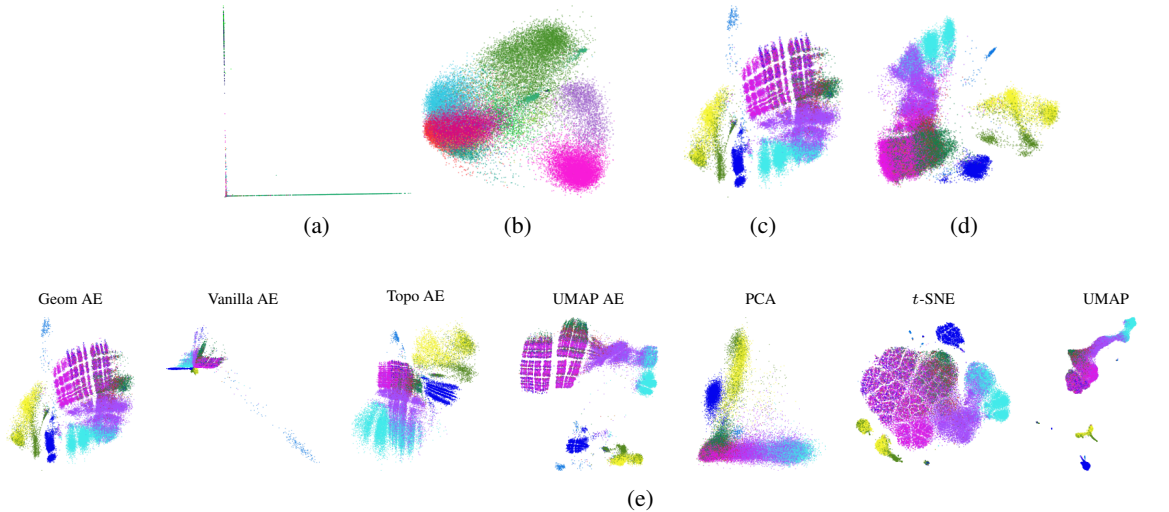 (a) (b) (c) (d)
Geom AE Vanilla AE Topo AE UMAP AE PCA t-SNE UMAP
(e)